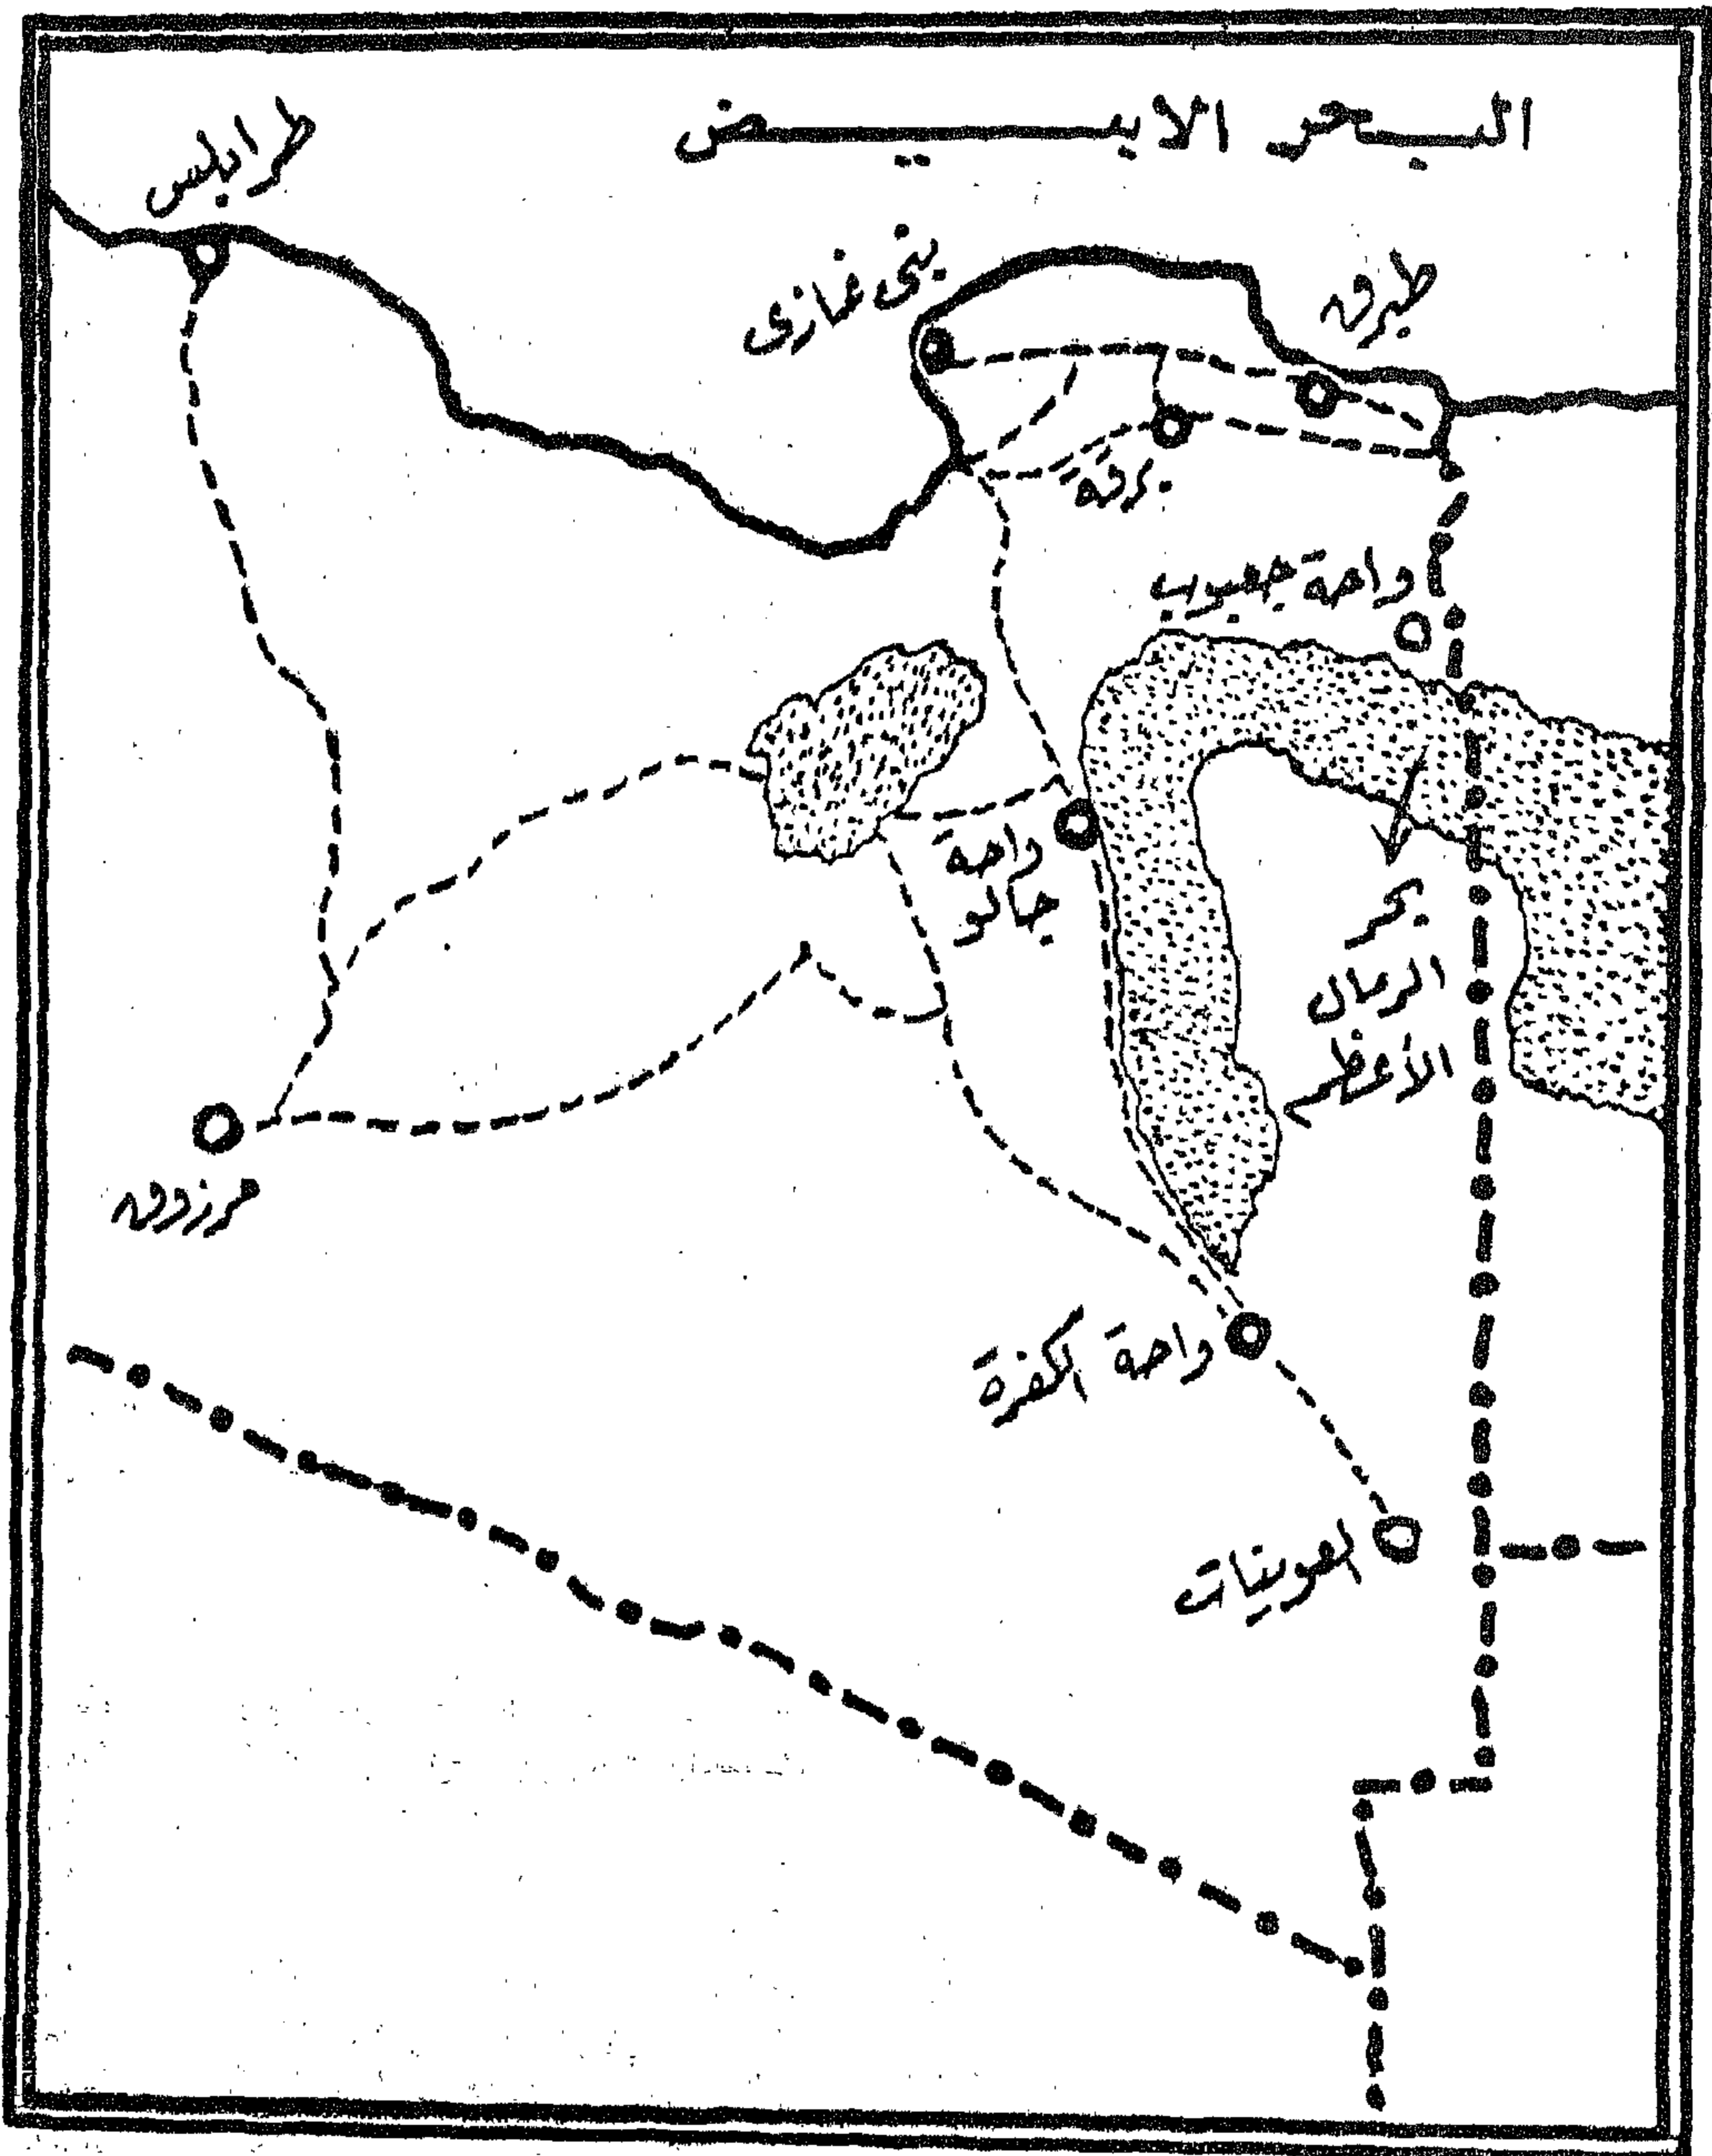 البحر الابيض
طرابلس
بنى غازى
طبرق
برقة
واحة جغبوب
واحة
جالو
بحر
الرمال
الأعظم
مرزوق
واحة الكفرة
العوينات